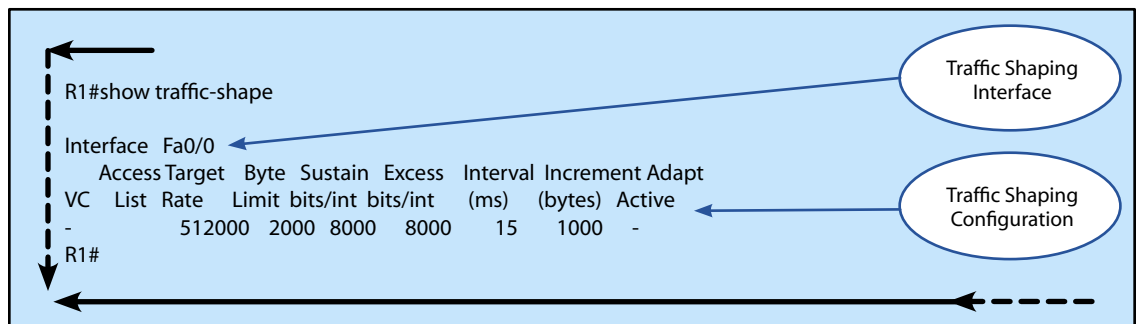 R1#show traffic-shape
Interface Fa0/0
Access Target Byte Sustain Excess Interval Increment Adapt
VC List Rate Limit bits/int bits/int (ms) (bytes) Active
- 512000 2000 8000 8000 15 1000 -
R1#
Traffic Shaping
Interface
Traffic Shaping
Configuration